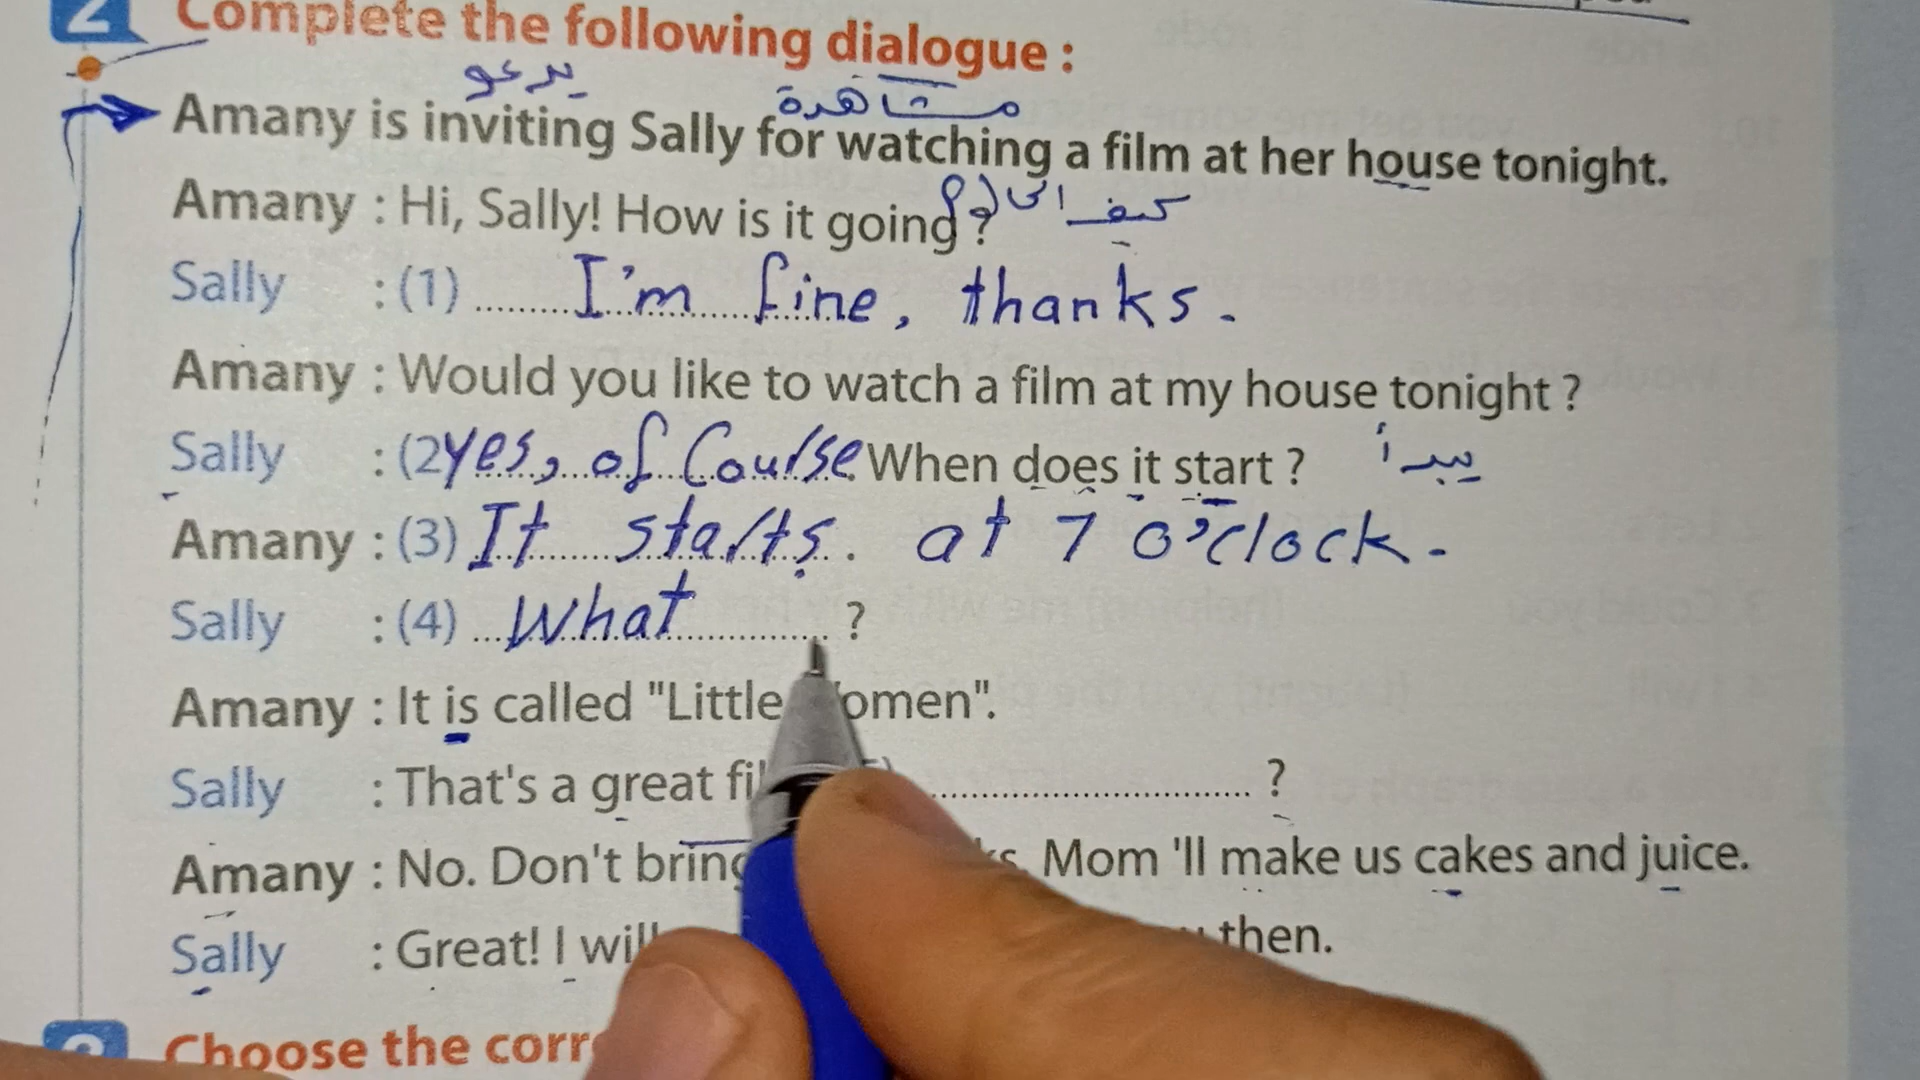 2 Complete the following dialogue :
يدعو مشاهدة
Amany is inviting Sally for watching a film at her house tonight.
Amany : Hi, Sally! How is it going ? كيف الحال؟
Sally : (1) I'm fine, thanks.
Amany : Would you like to watch a film at my house tonight ?
Sally : (2 yes, of Course. When does it start ? يبدأ
Amany : (3) It starts. at 7 o'clock.
Sally : (4) What ?
Amany : It is called "Little omen".
Sally : That's a great ?
Amany : No. Don't bring Mom 'll make us cakes and juice.
Sally : Great! I will then.
Choose the corr